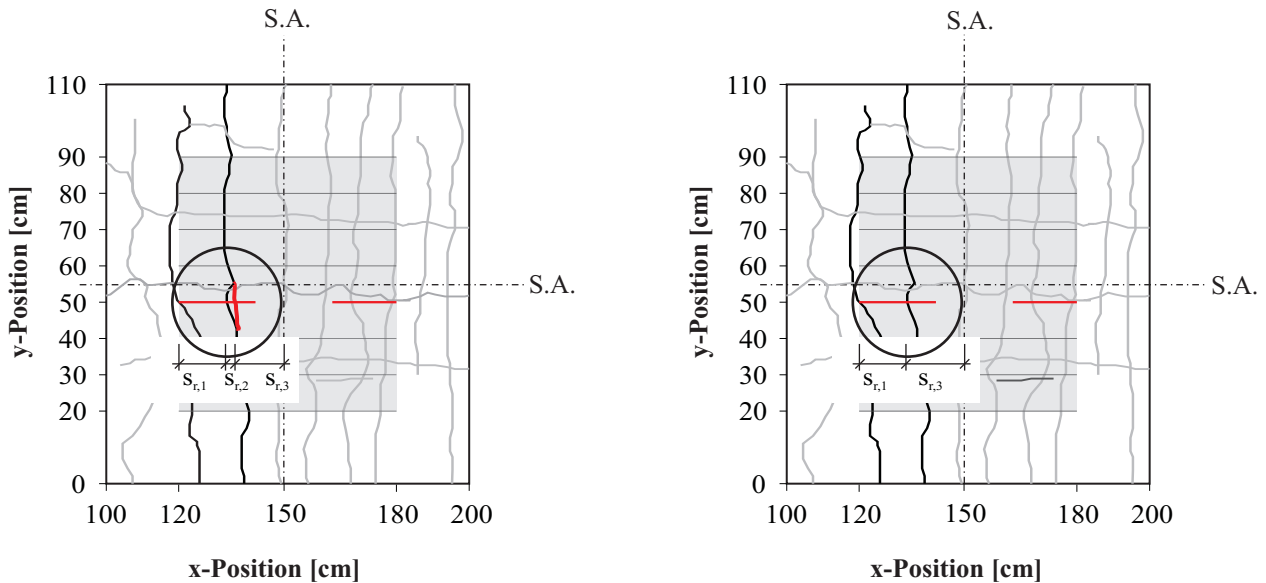 S.A.
110
90
80
70
60
50
40
30
20
0
y-Position [cm]
S.A.
s_{r,1} s_{r,2} s_{r,3}
100 120 150 180 200
x-Position [cm]
S.A.
110
90
80
70
60
50
40
30
20
0
y-Position [cm]
S.A.
s_{r,1} s_{r,3}
100 120 150 180 200
x-Position [cm]